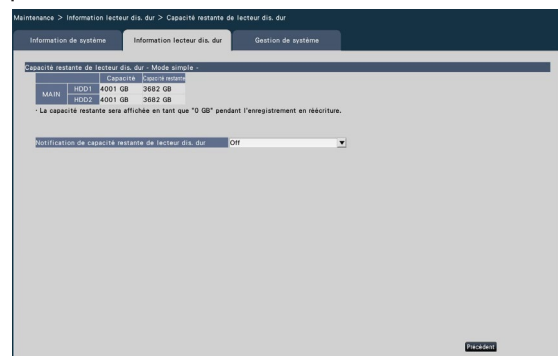 Maintenance > Information lecteur dis. dur > Capacité restante de lecteur dis. dur
Information de système Information lecteur dis. dur Gestion de système
Capacité restante de lecteur dis. dur - Mode simple -
Capacité Capacité restante
MAIN HDD1 4001 GB 3682 GB
HDD2 4001 GB 3682 GB
· La capacité restante sera affichée en tant que "0 GB" pendant l'enregistrement en réécriture.
Notification de capacité restante de lecteur dis. dur Off
Précédent